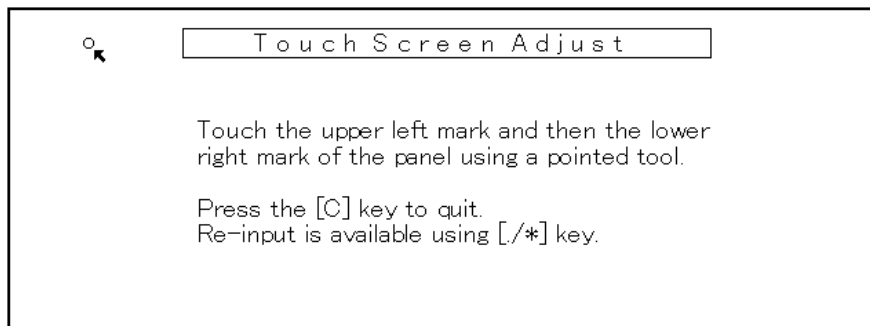 Touch Screen Adjust
Touch the upper left mark and then the lower
right mark of the panel using a pointed tool.
Press the [C] key to quit.
Re-input is available using [./*] key.